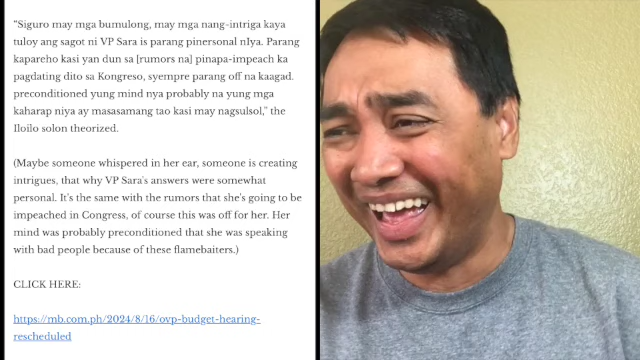 "Siguro may mga bumulong, may mga nang-intriga kaya
tuloy ang sagot ni VP Sara is parang pinersonal nIya. Parang
kapareho kasi yan dun sa [rumors na] pinapa-impeach ka
pagdating dito sa Kongreso, syempre parang off na kaagad.
preconditioned yung mind nya probably na yung mga
kaharap niya ay masasamang tao kasi may nagsulsol," the
Iloilo solon theorized.
(Maybe someone whispered in her ear, someone is creating
intrigues, that why VP Sara's answers were somewhat
personal. It's the same with the rumors that she's going to be
impeached in Congress, of course this was off for her. Her
mind was probably preconditioned that she was speaking
with bad people because of these flamebaiters.)
CLICK HERE:
https://mb.com.ph/2024/8/16/ovp-budget-hearing-
rescheduled